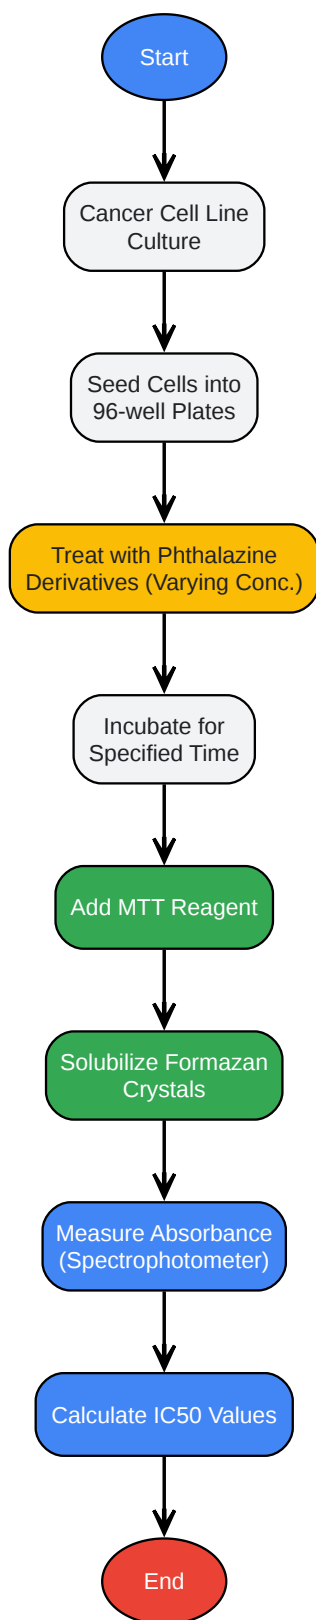 Start
Cancer Cell Line
Culture
Seed Cells into
96-well Plates
Treat with Phthalazine
Derivatives (Varying Conc.)
Incubate for
Specified Time
Add MTT Reagent
Solubilize Formazan
Crystals
Measure Absorbance
(Spectrophotometer)
Calculate IC50 Values
End